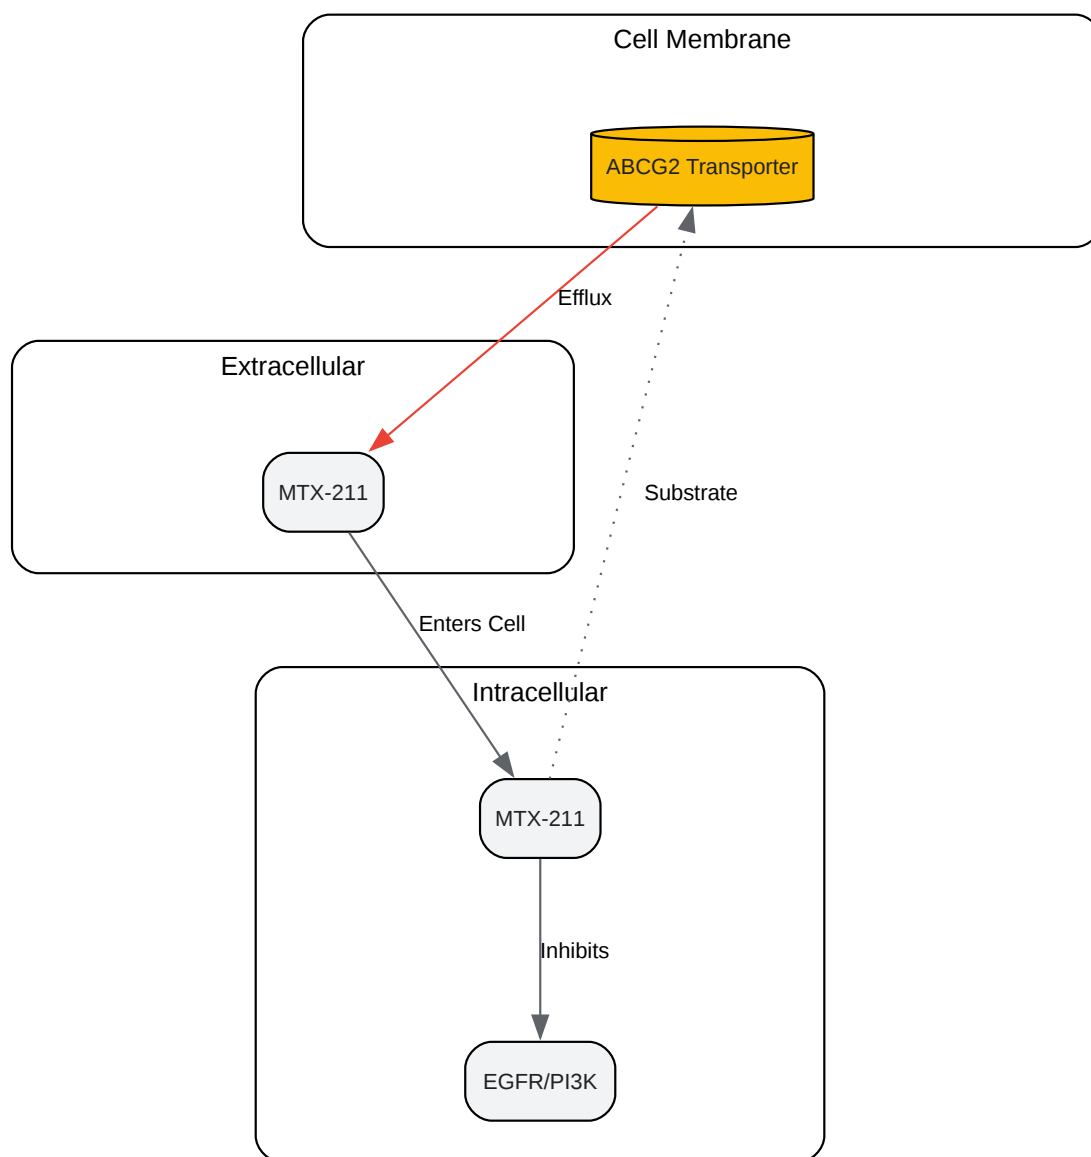 Cell Membrane
ABCG2 Transporter
Efflux
Extracellular
MTX-211
Substrate
Enters Cell
Intracellular
MTX-211
Inhibits
EGFR/PI3K